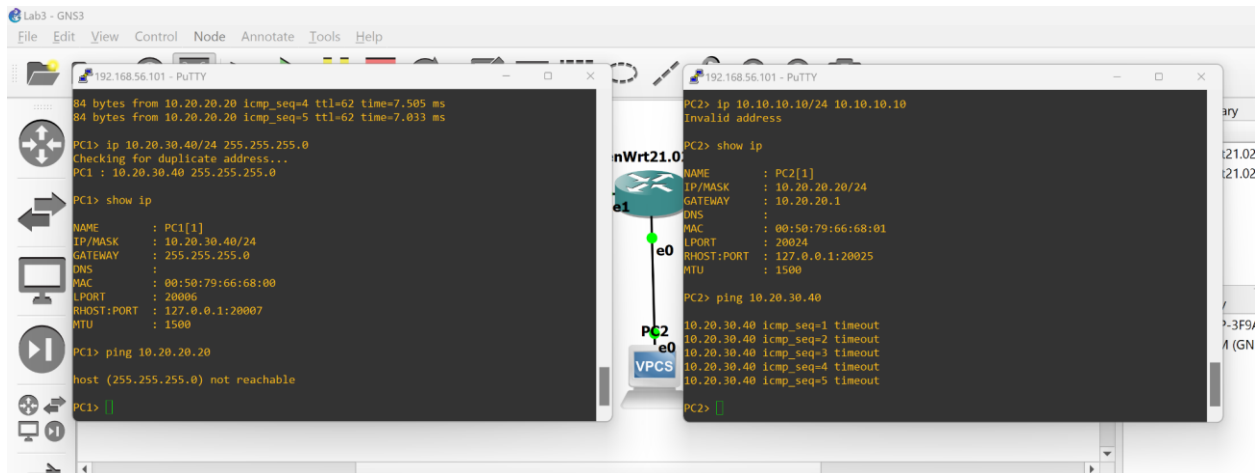 Lab3 - GNS3
File Edit View Control Node Annotate Tools Help
192.168.56.101 - PuTTY
84 bytes from 10.20.20.20 icmp_seq=4 ttl=62 time=7.505 ms
84 bytes from 10.20.20.20 icmp_seq=5 ttl=62 time=7.033 ms
PC1> ip 10.20.30.40/24 255.255.255.0
Checking for duplicate address...
PC1 : 10.20.30.40 255.255.255.0
PC1> show ip
NAME : PC1[1]
IP/MASK : 10.20.30.40/24
GATEWAY : 255.255.255.0
DNS :
MAC : 00:50:79:66:68:00
LPORT : 20006
RHOST:PORT : 127.0.0.1:20007
MTU : 1500
PC1> ping 10.20.20.20
host (255.255.255.0) not reachable
PC1>
nWrt21.0
e1
e0
PC2
e0
VPCS
192.168.56.101 - PuTTY
PC2> ip 10.10.10.10/24 10.10.10.10
Invalid address
PC2> show ip
NAME : PC2[1]
IP/MASK : 10.20.20.20/24
GATEWAY : 10.20.20.1
DNS :
MAC : 00:50:79:66:68:01
LPORT : 20024
RHOST:PORT : 127.0.0.1:20025
MTU : 1500
PC2> ping 10.20.30.40
10.20.30.40 icmp_seq=1 timeout
10.20.30.40 icmp_seq=2 timeout
10.20.30.40 icmp_seq=3 timeout
10.20.30.40 icmp_seq=4 timeout
10.20.30.40 icmp_seq=5 timeout
PC2>
ary
t21.02
t21.02
P-3F9A
(GN